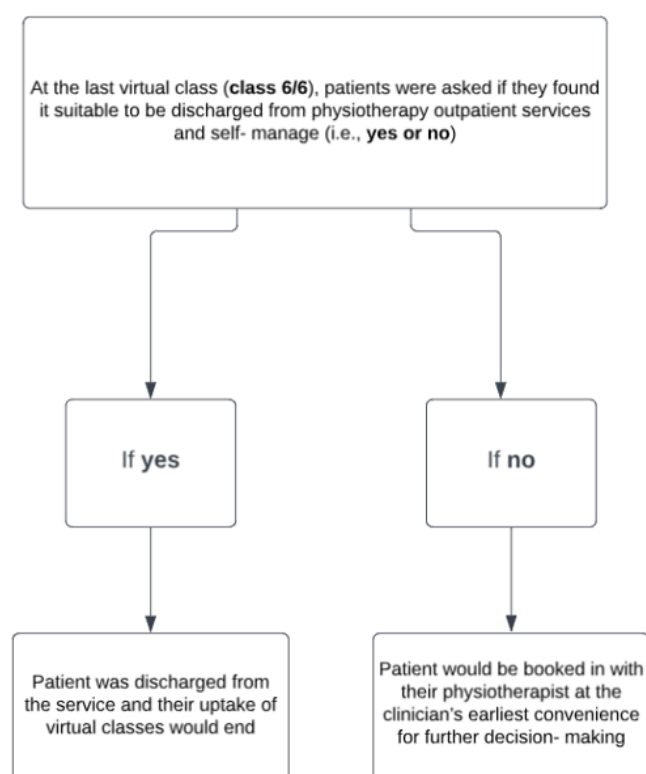 At the last virtual class (class 6/6), patients were asked if they found
it suitable to be discharged from physiotherapy outpatient services
and self- manage (i.e., yes or no)
If yes
If no
Patient was discharged from
the service and their uptake of
virtual classes would end
Patient would be booked in with
their physiotherapist at the
clinician's earliest convenience
for further decision- making